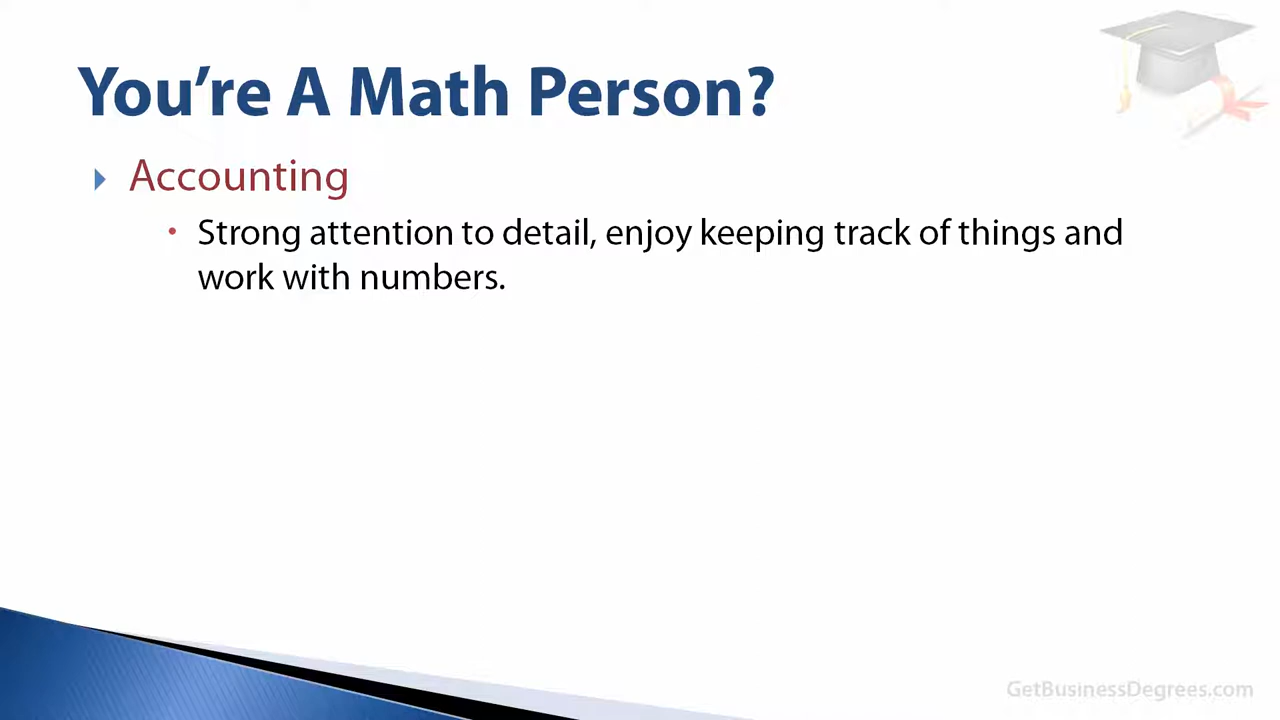 You're A Math Person?
Accounting
Strong attention to detail, enjoy keeping track of things and
work with numbers.
GetBusinessDegrees.com